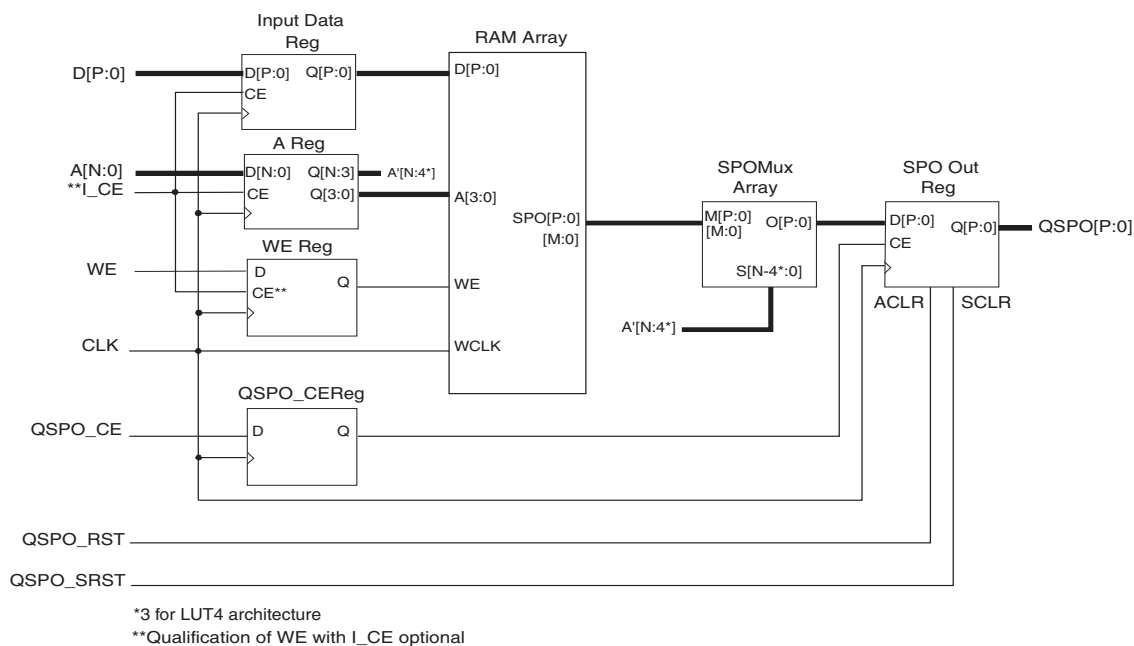 Input Data
Reg
RAM Array
D[P:0]
D[P:0] Q[P:0]
CE
D[P:0]
A Reg
A[N:0]
**I_CE
D[N:0] Q[N:3]
CE Q[3:0]
A'[N:4*]
A[3:0]
SPO[P:0]
[M:0]
SPOMux
Array
M[P:0] O[P:0]
[M:0]
S[N-4*:0]
A'[N:4*]
SPO Out
Reg
D[P:0] Q[P:0]
CE
QSPO[P:0]
ACLR SCLR
WE Reg
WE
D Q
CE**
WE
CLK
WCLK
QSPO_CEReg
QSPO_CE
D Q
QSPO_RST
QSPO_SRST
*3 for LUT4 architecture
**Qualification of WE with I_CE optional